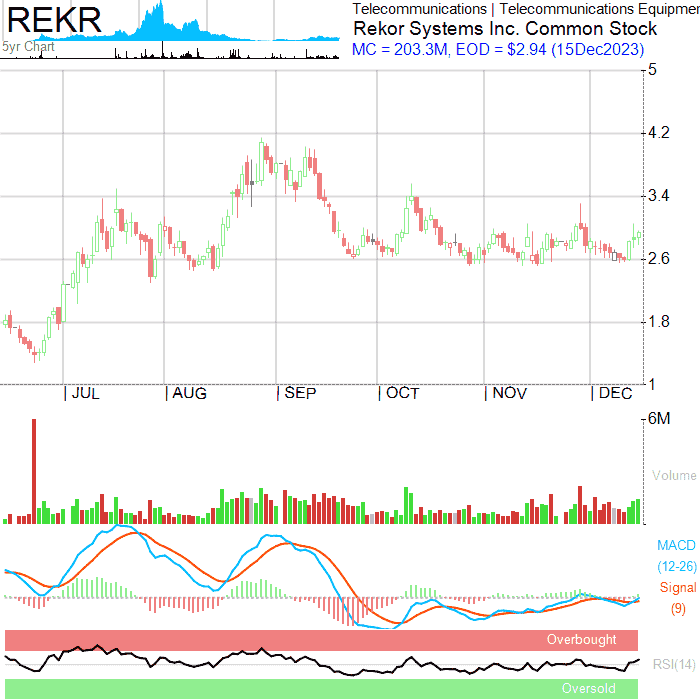 REKR
5yr Chart
Telecommunications | Telecommunications Equipmen
Rekor Systems Inc. Common Stock
MC = 203.3M, EOD = $2.94 (15Dec2023)
5
4.2
3.4
2.6
1.8
1
| JUL | AUG | SEP | OCT | NOV | DEC
6M
Volume
MACD
(12-26)
Signal
(9)
Overbought
RSI(14)
Oversold